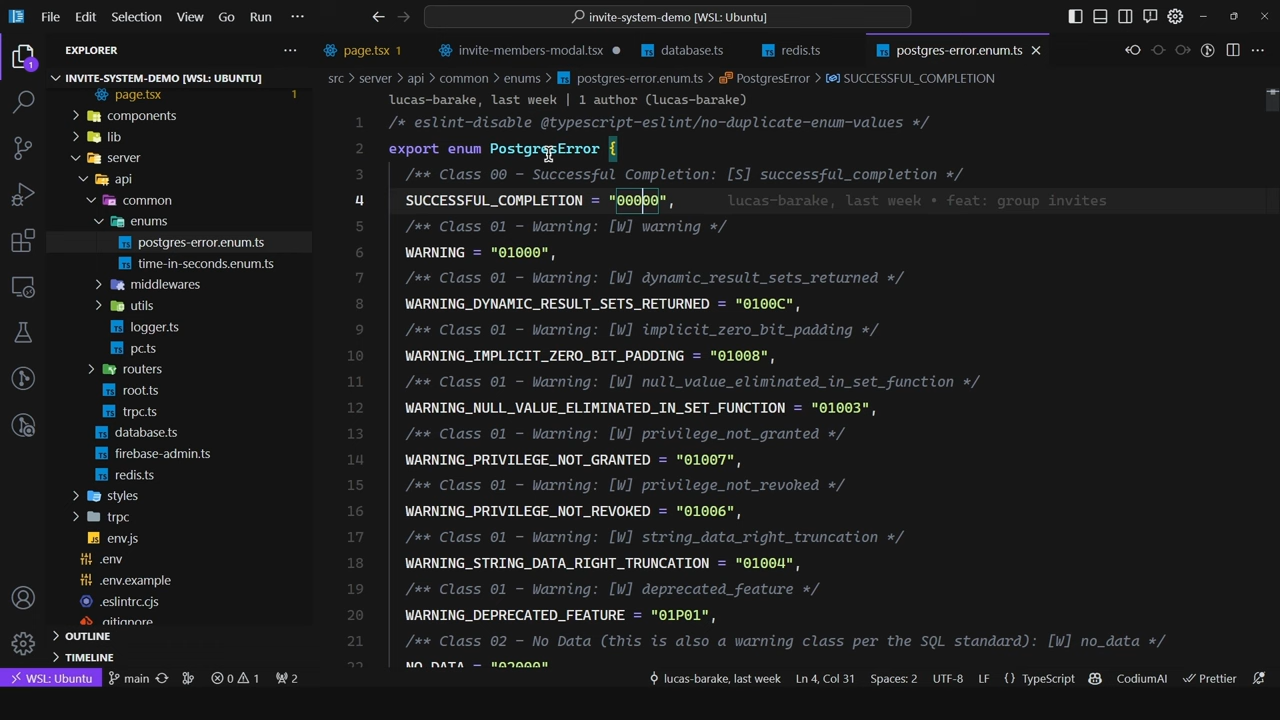 File Edit Selection View Go Run ··· invite-system-demo [WSL: Ubuntu]
EXPLORER ···
page.tsx 1 invite-members-modal.tsx database.ts redis.ts postgres-error.enum.ts
INVITE-SYSTEM-DEMO [WSL: UBUNTU]
src > server > api > common > enums > postgres-error.enum.ts > PostgresError > SUCCESSFUL_COMPLETION
1
page.tsx 1
components
lib
server
api
common
enums
postgres-error.enum.ts
time-in-seconds.enum.ts
middlewares
utils
logger.ts
pc.ts
routers
root.ts
trpc.ts
database.ts
firebase-admin.ts
redis.ts
styles
trpc
env.js
.env
.env.example
.eslintrc.cjs
.gitignore
OUTLINE
TIMELINE
lucas-barake, last week | 1 author (lucas-barake)
1 /* eslint-disable @typescript-eslint/no-duplicate-enum-values */
2 export enum PostgresError {
3 /** Class 00 – Successful Completion: [S] successful_completion */
4 SUCCESSFUL_COMPLETION = "00000", lucas-barake, last week • feat: group invites
5 /** Class 01 – Warning: [W] warning */
6 WARNING = "01000",
7 /** Class 01 – Warning: [W] dynamic_result_sets_returned */
8 WARNING_DYNAMIC_RESULT_SETS_RETURNED = "0100C",
9 /** Class 01 – Warning: [W] implicit_zero_bit_padding */
10 WARNING_IMPLICIT_ZERO_BIT_PADDING = "01008",
11 /** Class 01 – Warning: [W] null_value_eliminated_in_set_function */
12 WARNING_NULL_VALUE_ELIMINATED_IN_SET_FUNCTION = "01003",
13 /** Class 01 – Warning: [W] privilege_not_granted */
14 WARNING_PRIVILEGE_NOT_GRANTED = "01007",
15 /** Class 01 – Warning: [W] privilege_not_revoked */
16 WARNING_PRIVILEGE_NOT_REVOKED = "01006",
17 /** Class 01 – Warning: [W] string_data_right_truncation */
18 WARNING_STRING_DATA_RIGHT_TRUNCATION = "01004",
19 /** Class 01 – Warning: [W] deprecated_feature */
20 WARNING_DEPRECATED_FEATURE = "01P01",
21 /** Class 02 – No Data (this is also a warning class per the SQL standard): [W] no_data */
22 NO_DATA = "02000",
WSL: Ubuntu main 0 1 2 lucas-barake, last week Ln 4, Col 31 Spaces: 2 UTF-8 LF {} TypeScript CodiumAI Prettier